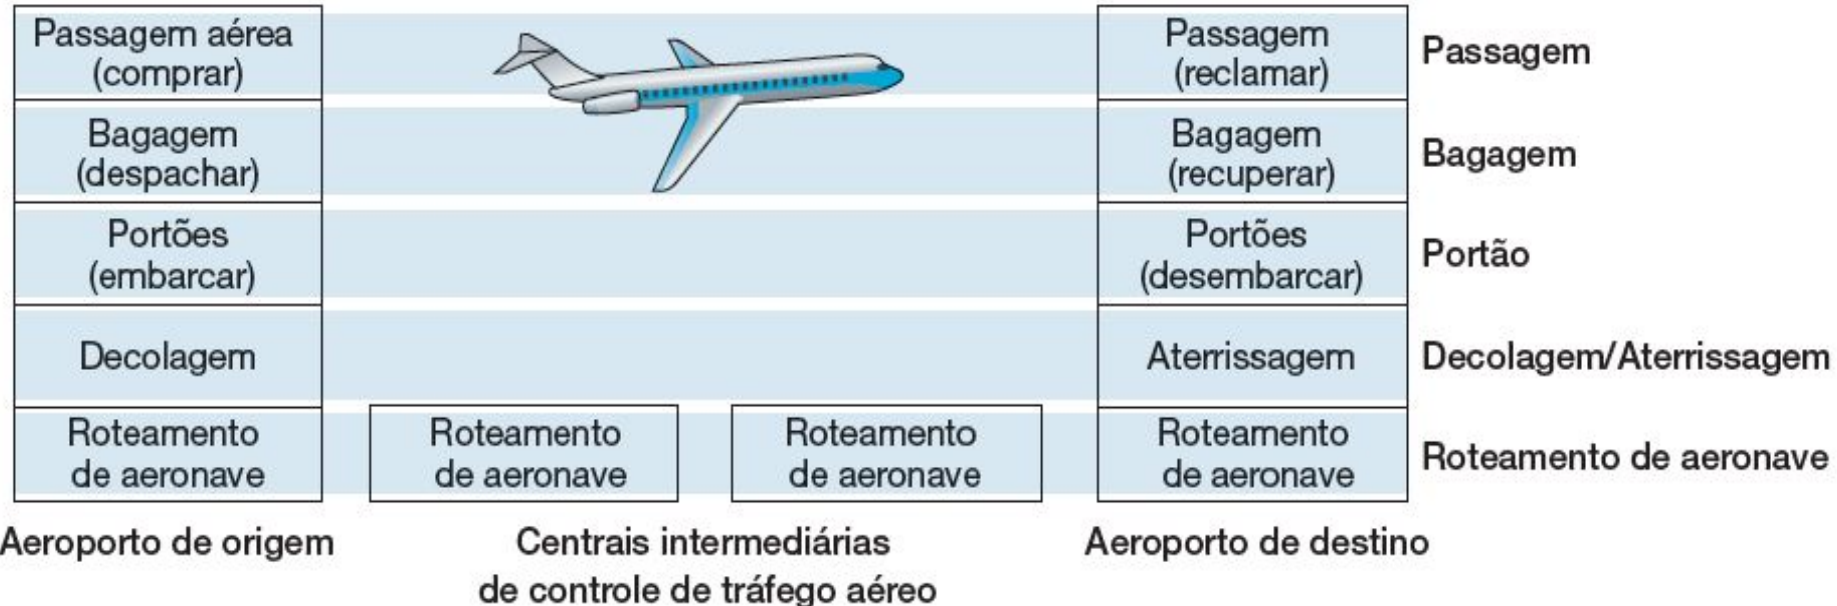 Passagem aérea
(comprar)
Passagem
(reclamar)
Passagem
Bagagem
(despachar)
Bagagem
(recuperar)
Bagagem
Portões
(embarcar)
Portões
(desembarcar)
Portão
Decolagem
Aterrissagem
Decolagem/Aterrissagem
Roteamento
de aeronave
Roteamento
de aeronave
Roteamento
de aeronave
Roteamento
de aeronave
Roteamento de aeronave
Aeroporto de origem
Centrais intermediárias
de controle de tráfego aéreo
Aeroporto de destino